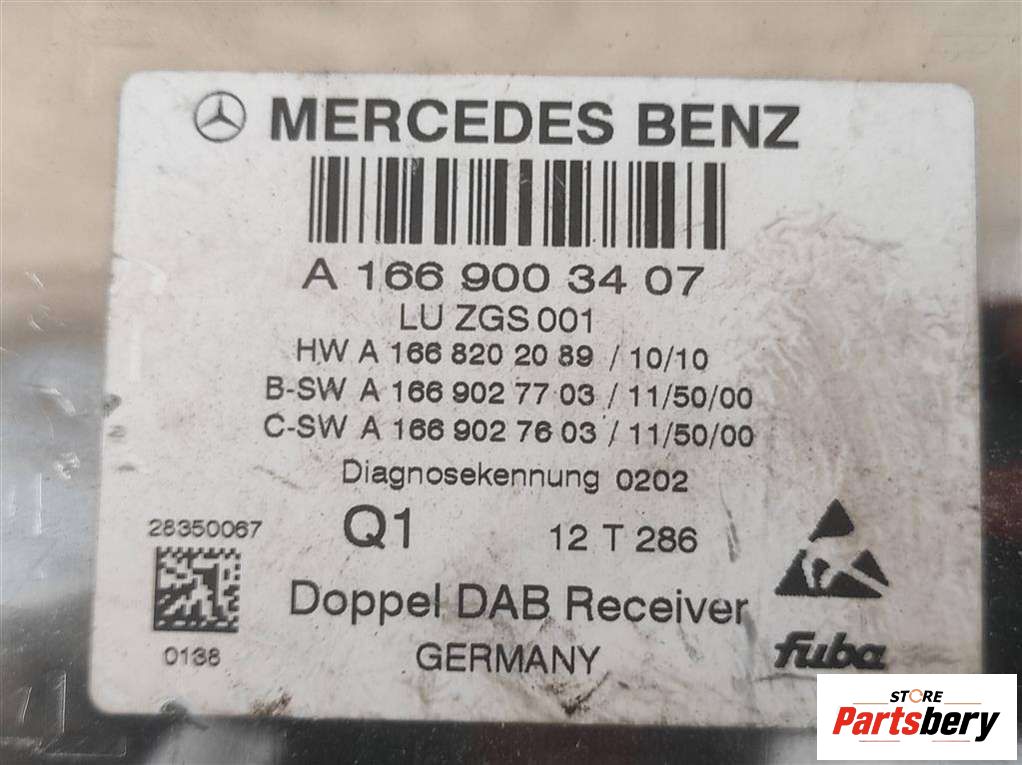 MERCEDES BENZ
A 166 900 34 07
LU ZGS 001
HW A 166 820 20 89 / 10/10
B-SW A 166 902 77 03 / 11/50/00
C-SW A 166 902 76 03 / 11/50/00
Diagnosekennung 0202
28350067
Q1 12 T 286
Doppel DAB Receiver
0138
GERMANY
fuba
STORE
Partsbery